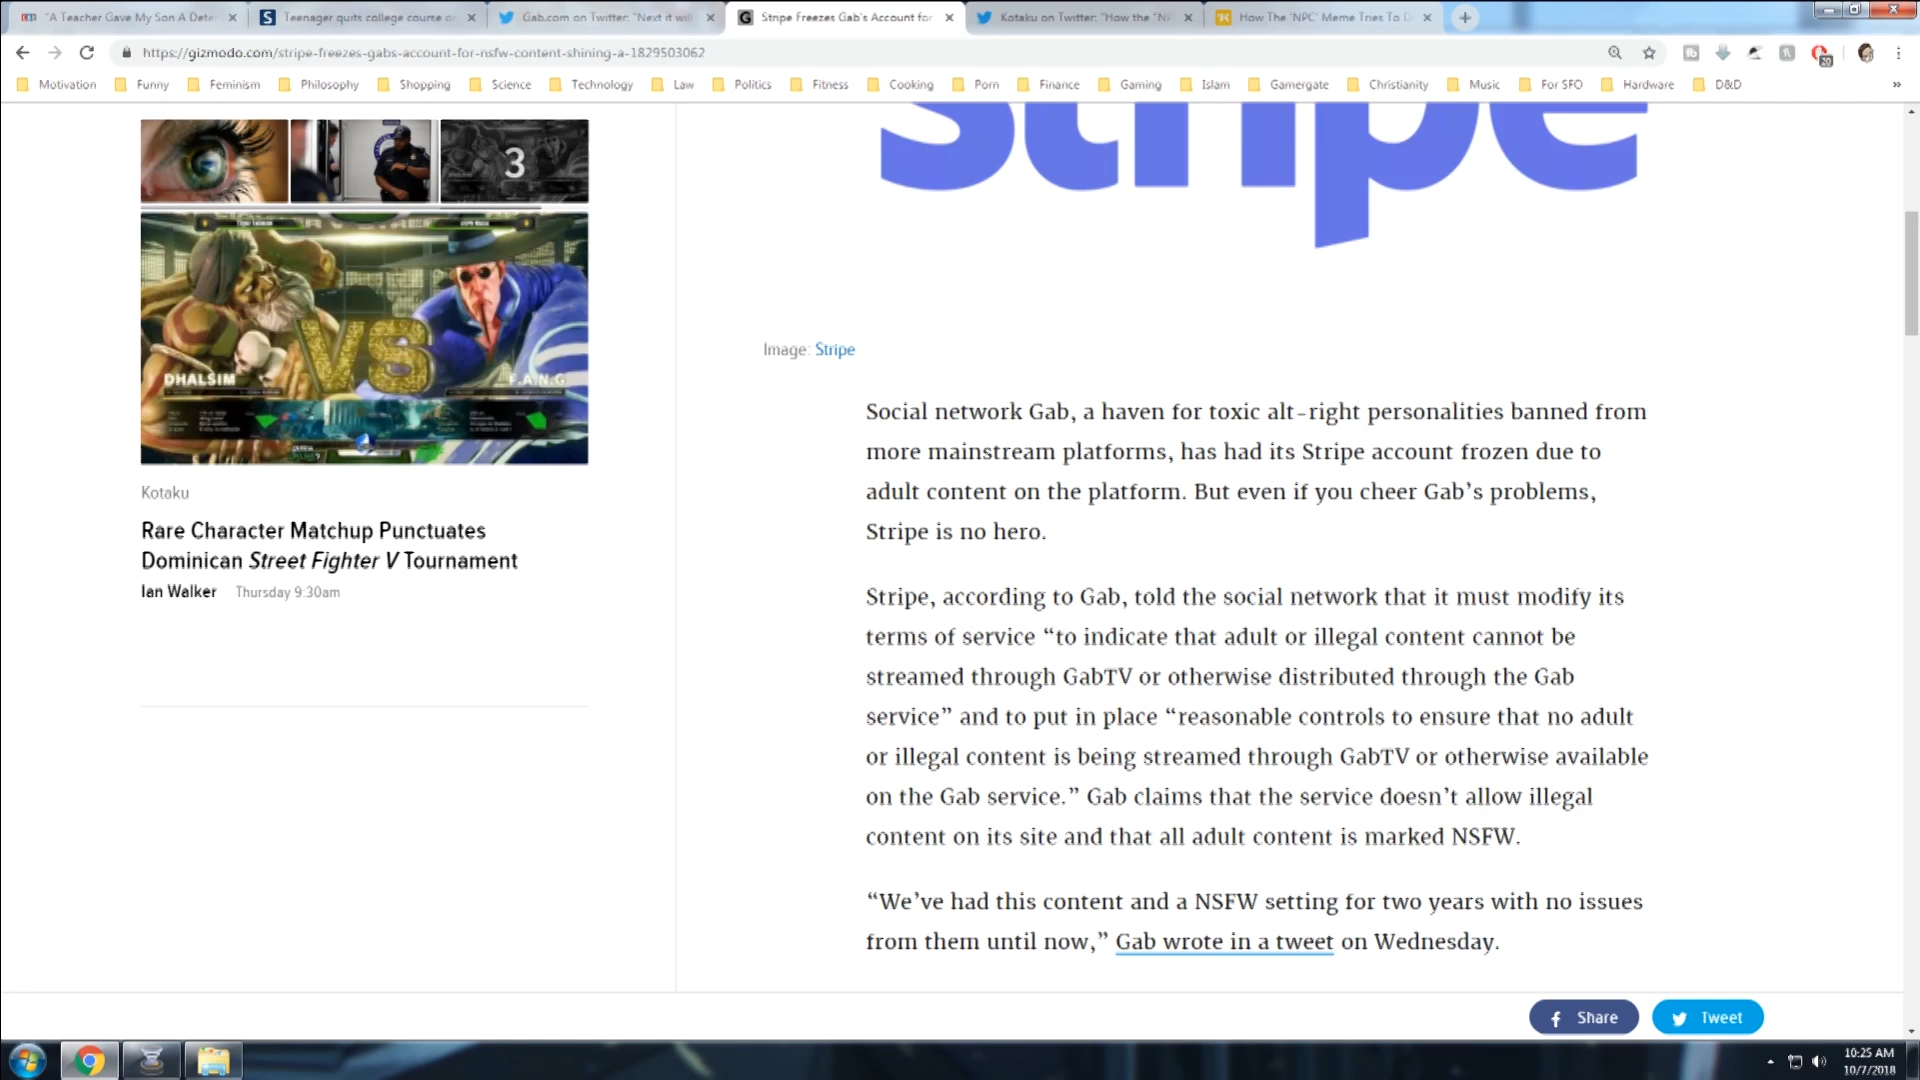 "A Teacher Gave My Son A Deter
Teenager quits college course o
Gab.com on Twitter: "Next it will
Stripe Freezes Gab's Account for
Kotaku on Twitter: "How the "NP
How The "NPC" Meme Tries To D
https://gizmodo.com/stripe-freezes-gabs-account-for-nsfw-content-shining-a-1829503062
20
Motivation Funny Feminism Philosophy Shopping Science Technology Law Politics Fitness Cooking Porn Finance Gaming Islam Gamergate Christianity Music For SFO Hardware D&D »
stripe
3
VS
DHALSIM
F.A.N.G
Kotaku
Rare Character Matchup Punctuates
Dominican Street Fighter V Tournament
Ian Walker Thursday 9:30am
Image: Stripe
Social network Gab, a haven for toxic alt-right personalities banned from
more mainstream platforms, has had its Stripe account frozen due to
adult content on the platform. But even if you cheer Gab’s problems,
Stripe is no hero.
Stripe, according to Gab, told the social network that it must modify its
terms of service “to indicate that adult or illegal content cannot be
streamed through GabTV or otherwise distributed through the Gab
service” and to put in place “reasonable controls to ensure that no adult
or illegal content is being streamed through GabTV or otherwise available
on the Gab service.” Gab claims that the service doesn’t allow illegal
content on its site and that all adult content is marked NSFW.
“We’ve had this content and a NSFW setting for two years with no issues
from them until now,” Gab wrote in a tweet on Wednesday.
Share
Tweet
10:25 AM
10/7/2018